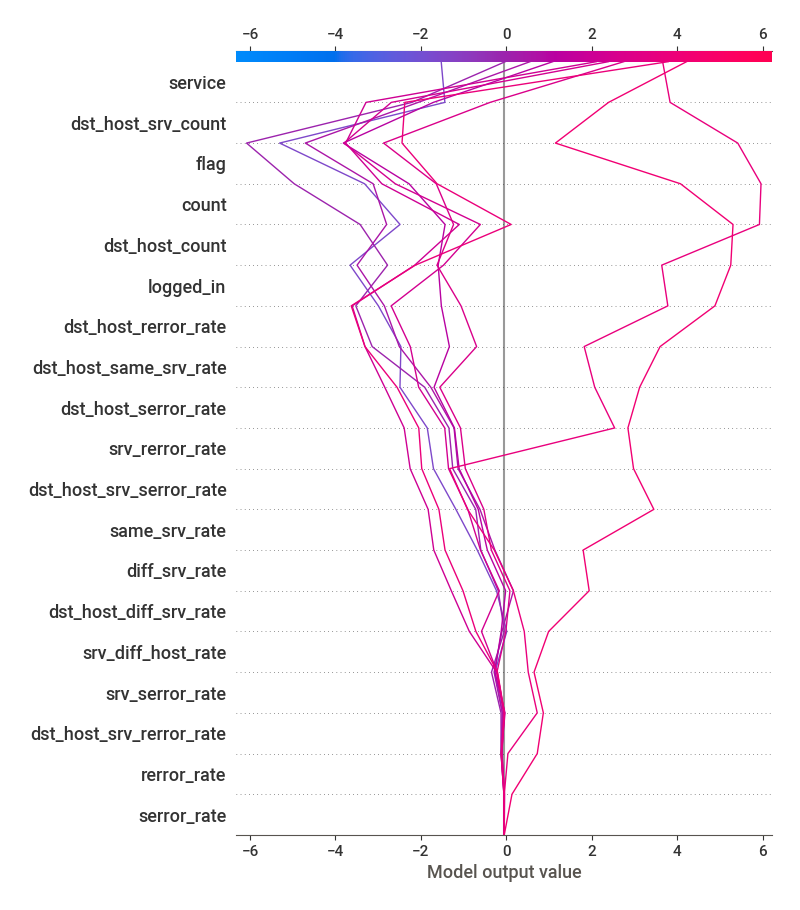 −6 −4 −2 0 2 4 6
service
dst_host_srv_count
flag
count
dst_host_count
logged_in
dst_host_rerror_rate
dst_host_same_srv_rate
dst_host_serror_rate
srv_rerror_rate
dst_host_srv_serror_rate
same_srv_rate
diff_srv_rate
dst_host_diff_srv_rate
srv_diff_host_rate
srv_serror_rate
dst_host_srv_rerror_rate
rerror_rate
serror_rate
−6 −4 −2 0 2 4 6
Model output value